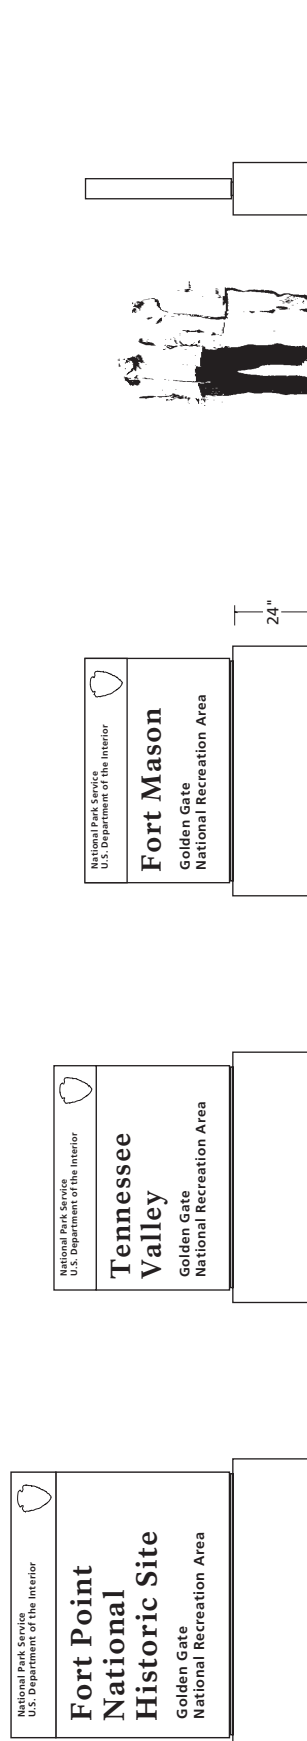 National Park Service
U.S. Department of the Interior
Fort Point
National
Historic Site
Golden Gate
National Recreation Area
National Park Service
U.S. Department of the Interior
Tennessee
Valley
Golden Gate
National Recreation Area
National Park Service
U.S. Department of the Interior
Fort Mason
Golden Gate
National Recreation Area
24"